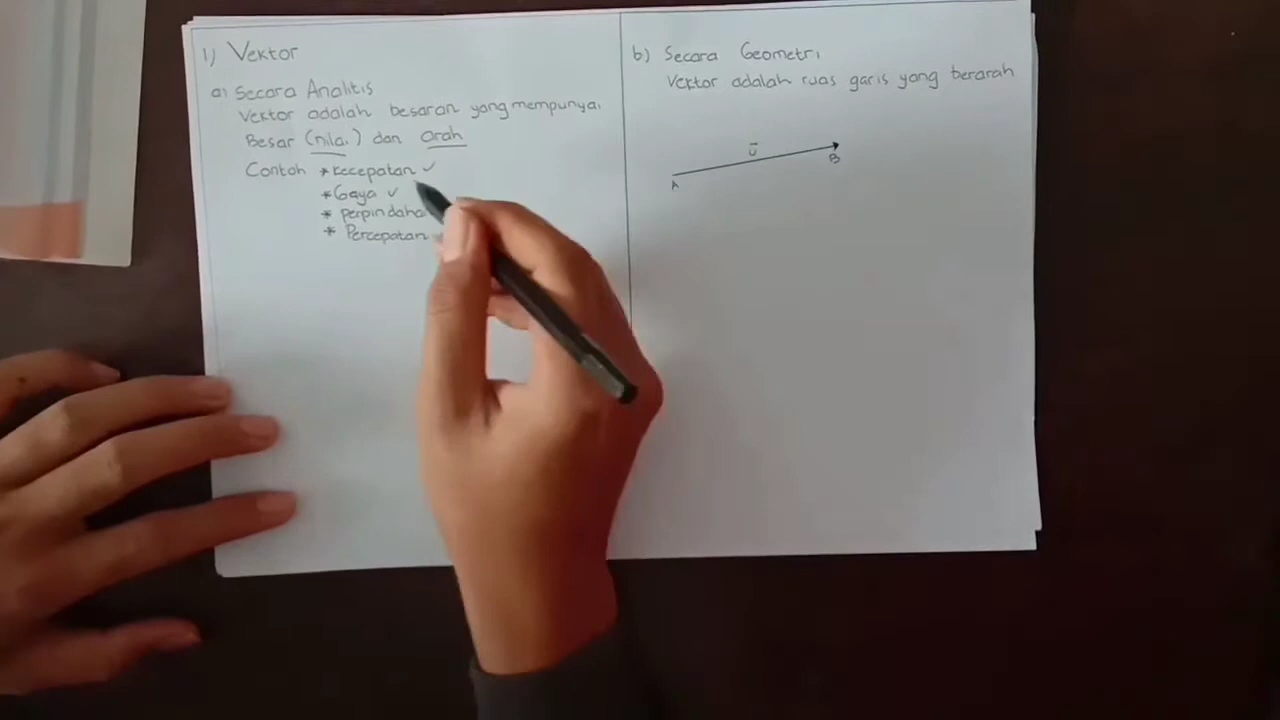 1) Vektor
a) Secara Analitis
Vektor adalah besaran yang mempunyai
Besar (nilai) dan Arah
Contoh * Kecepatan ✓
* Gaya ✓
* perpindaha
* Percepatan
b) Secara Geometri
Vektor adalah ruas garis yang berarah
u
A
B